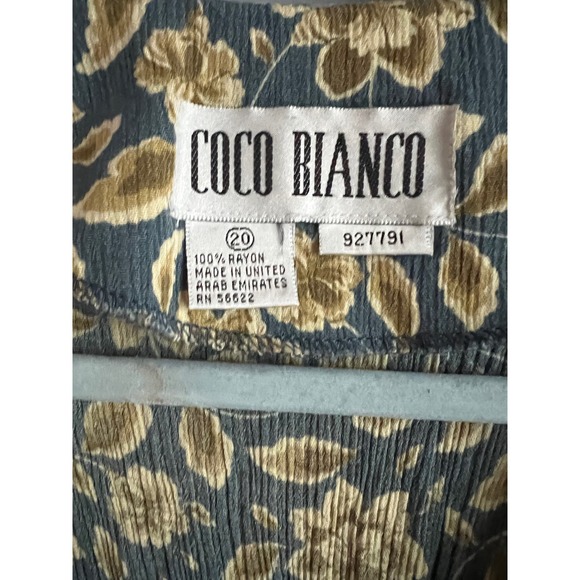 COCO BIANCO
20
100% RAYON
MADE IN UNITED
ARAB EMIRATES
RN 56622
927791